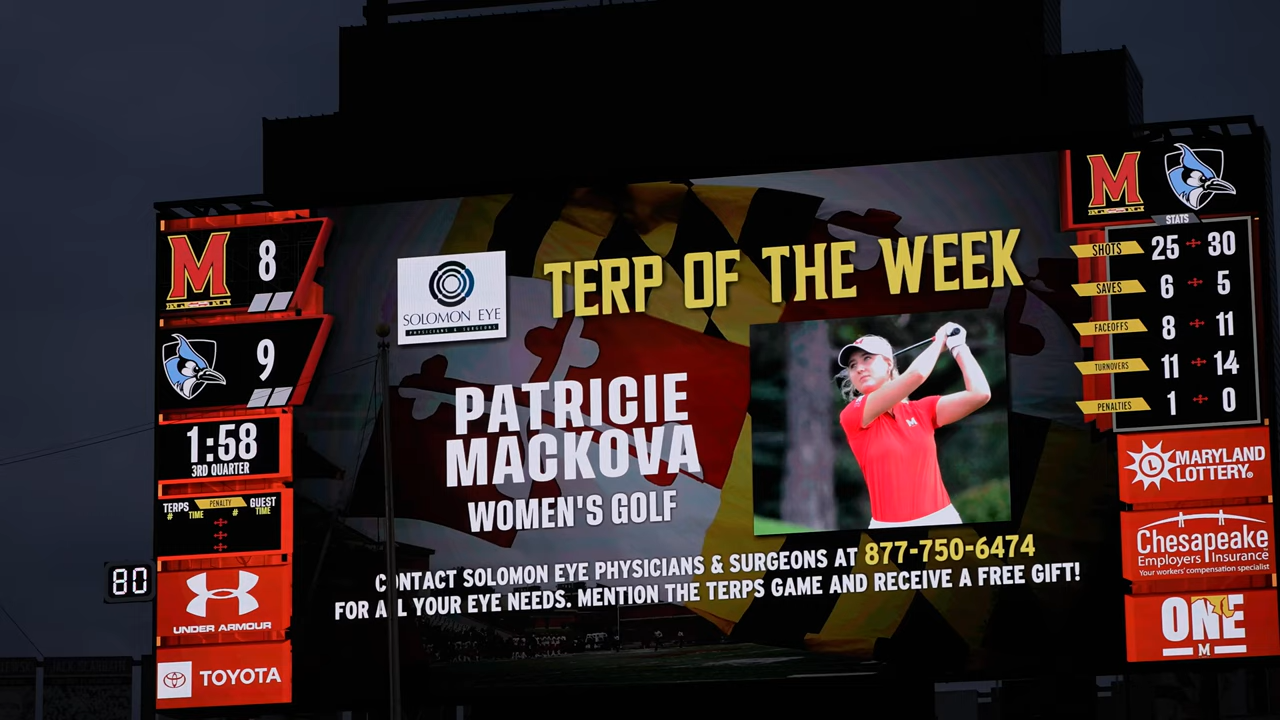 M 8
9
1:58
3RD QUARTER
TERPS PENALTY GUEST
# TIME # TIME
80
UNDER ARMOUR
TOYOTA
SOLOMON EYE
PHYSICIANS & SURGEONS
TERP OF THE WEEK
PATRICIE
MACKOVA
WOMEN'S GOLF
CONTACT SOLOMON EYE PHYSICIANS & SURGEONS AT 877-750-6474
FOR ALL YOUR EYE NEEDS. MENTION THE TERPS GAME AND RECEIVE A FREE GIFT!
M
STATS
SHOTS 25 30
SAVES 6 5
FACEOFFS 8 11
TURNOVERS 11 14
PENALTIES 1 0
L MARYLAND
LOTTERY®
Chesapeake
Employers Insurance
Your workers' compensation specialist
ONE
M